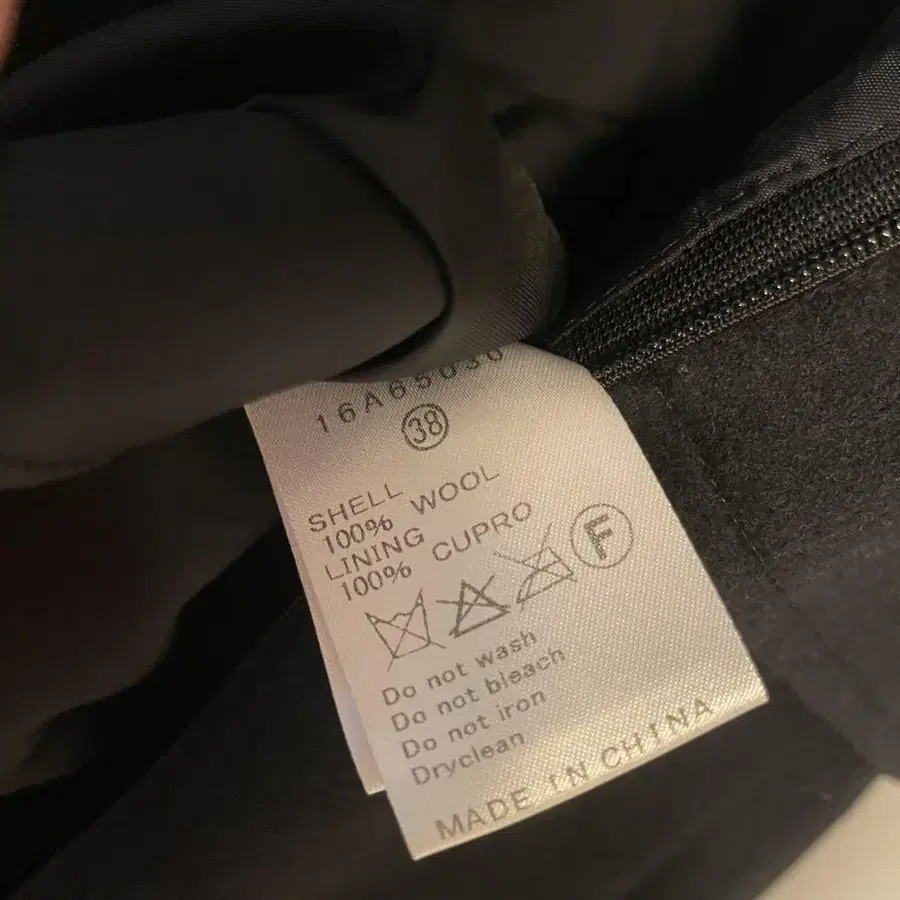 16A65030
38
SHELL
100% WOOL
LINING
100% CUPRO
F
Do not wash
Do not bleach
Do not iron
Dryclean
MADE IN CHINA